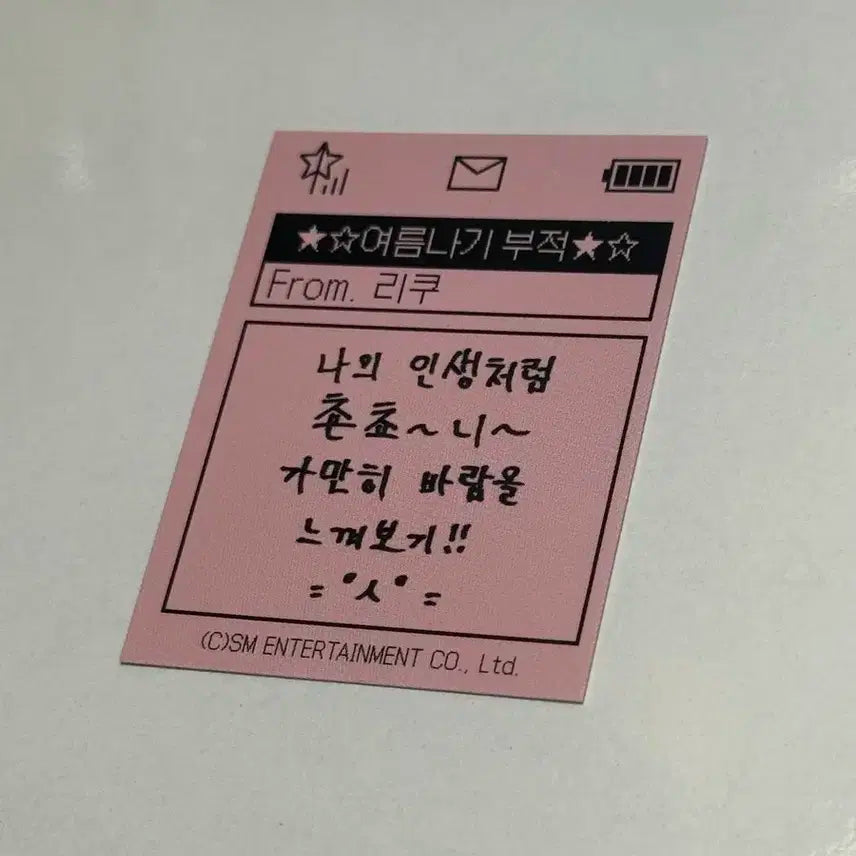 ★☆여름나기 부적★☆
From. 리쿠
나의 인생처럼
촌쵸~니~
가만히 바람을
느껴보기!!
=°ㅅ°=
(C)SM ENTERTAINMENT CO., Ltd.